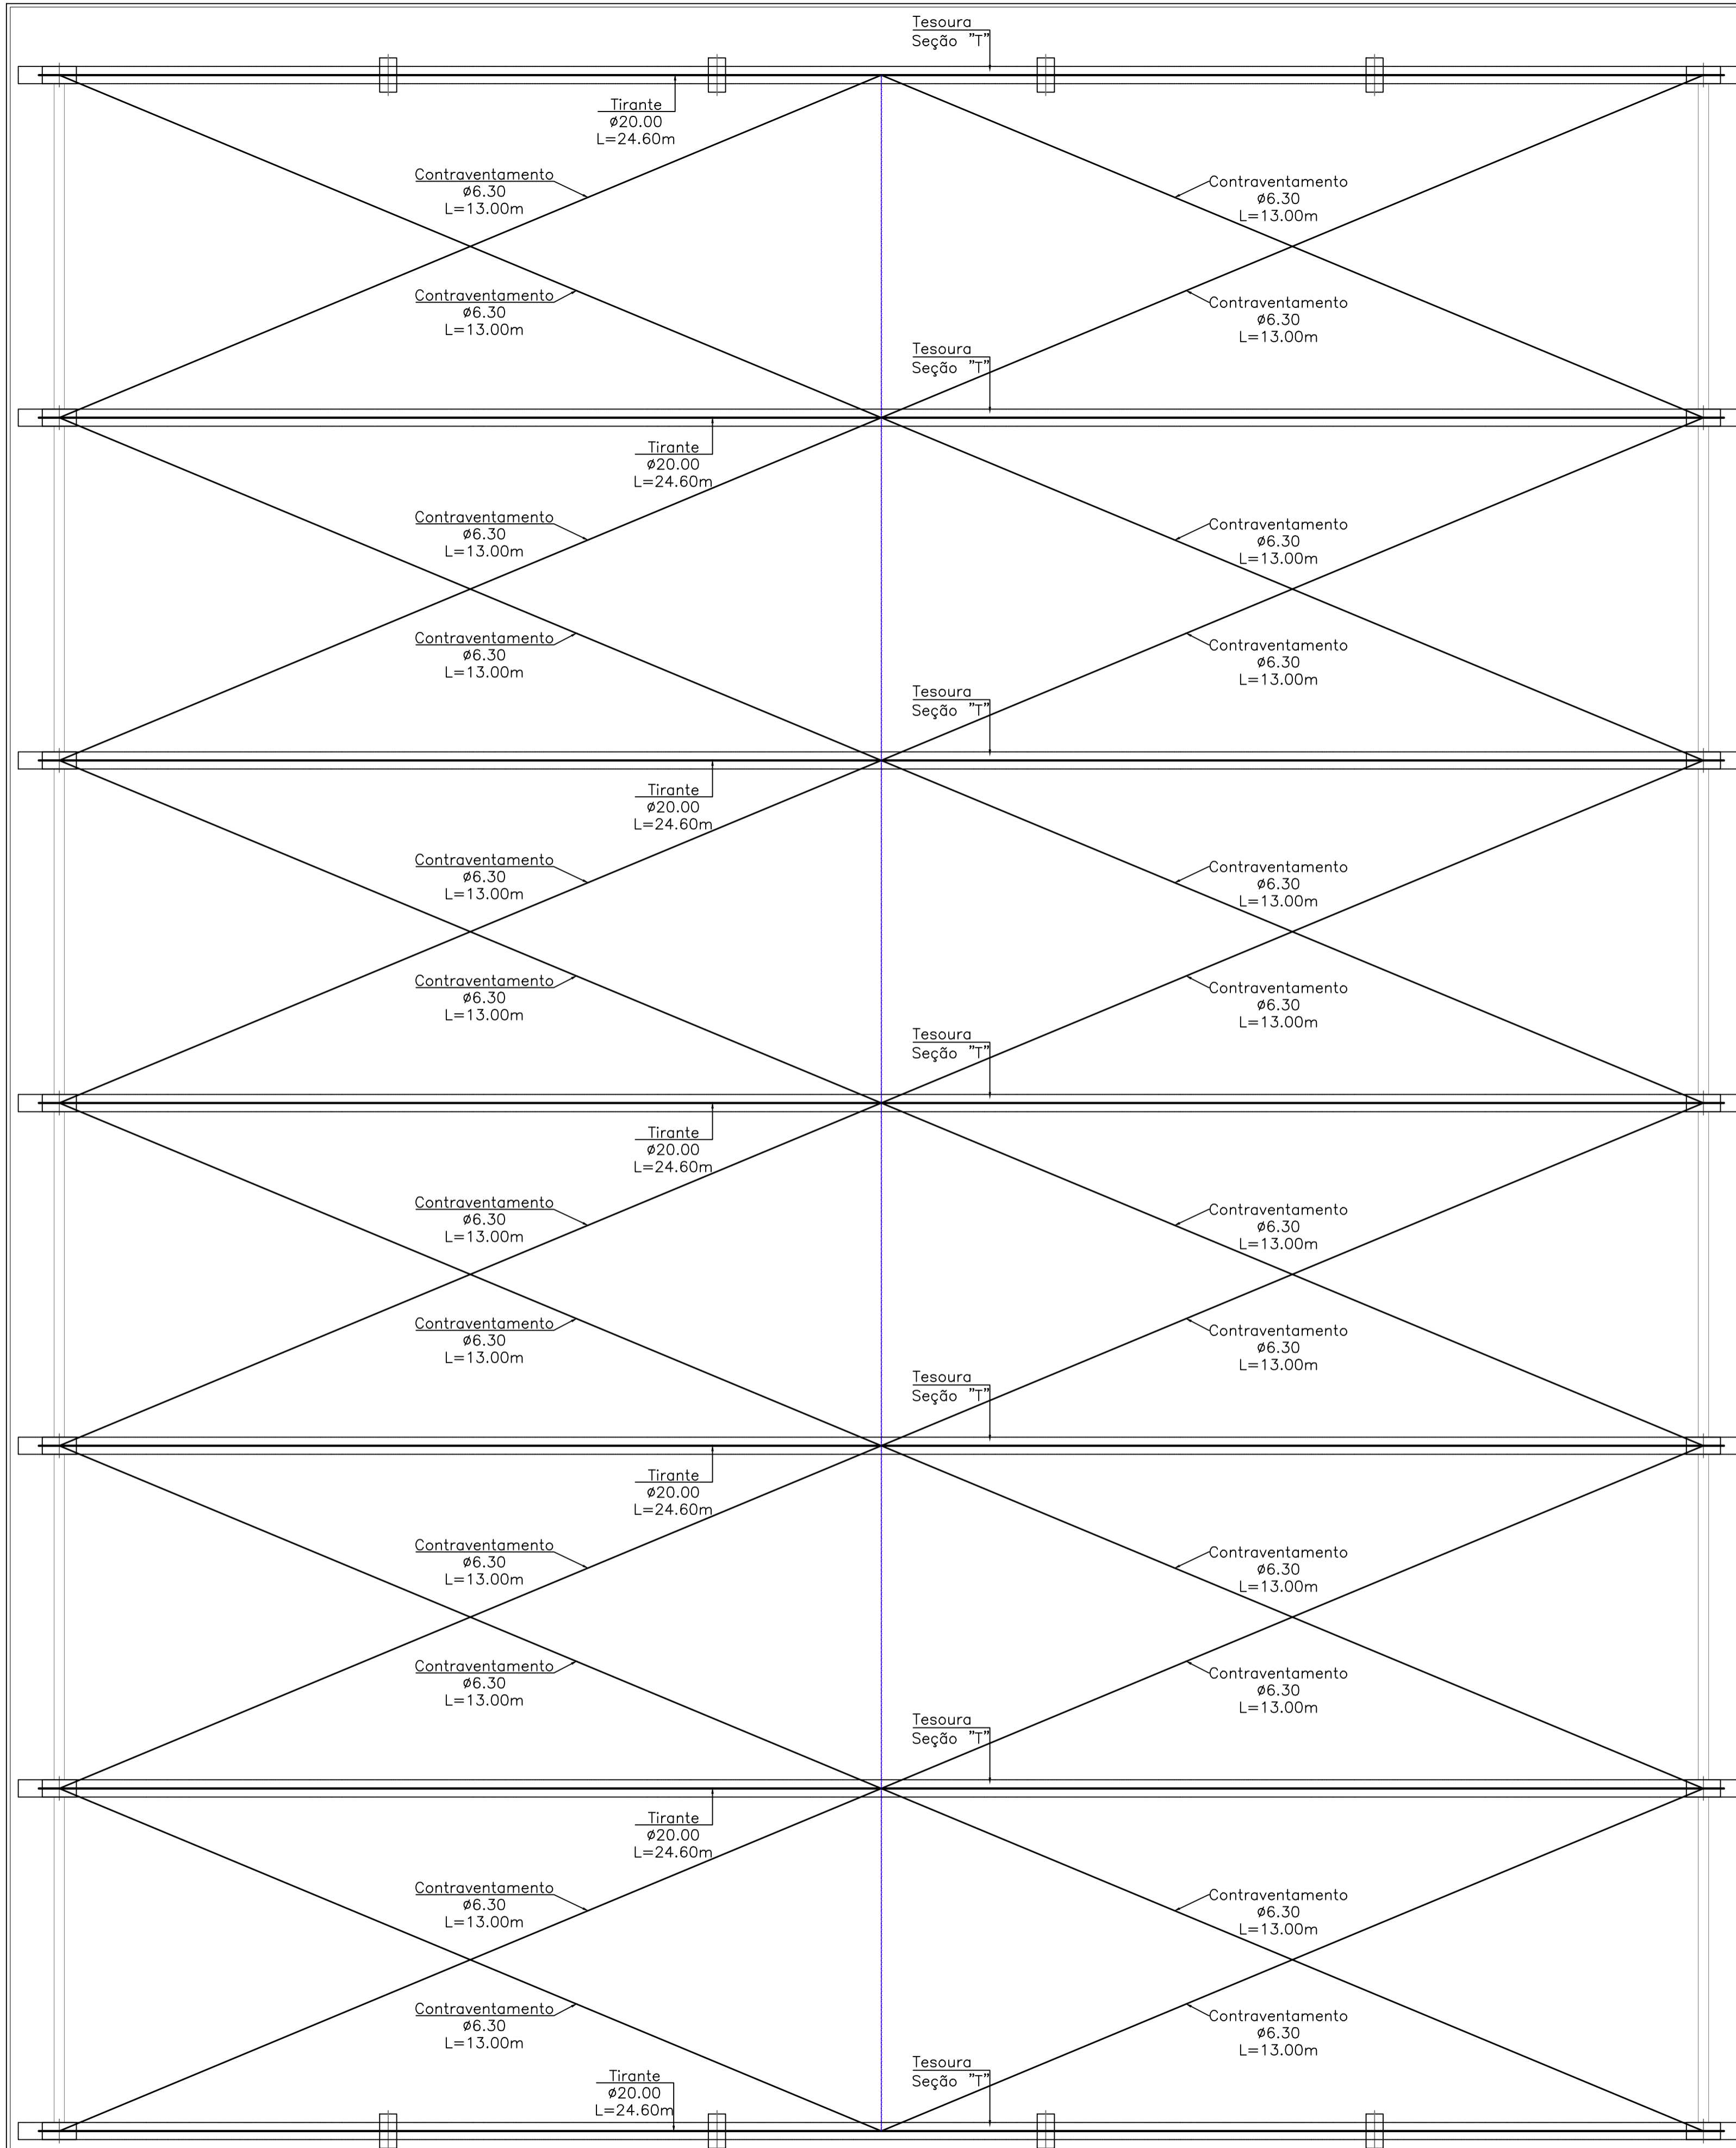 Tesoura
Seção "T"
Tirante
ø20.00
L=24.60m
Contraventamento
ø6.30
L=13.00m
Contraventamento
ø6.30
L=13.00m
Contraventamento
ø6.30
L=13.00m
Contraventamento
ø6.30
L=13.00m
Tesoura
Seção "T"
Tirante
ø20.00
L=24.60m
Contraventamento
ø6.30
L=13.00m
Contraventamento
ø6.30
L=13.00m
Contraventamento
ø6.30
L=13.00m
Contraventamento
ø6.30
L=13.00m
Tesoura
Seção "T"
Tirante
ø20.00
L=24.60m
Contraventamento
ø6.30
L=13.00m
Contraventamento
ø6.30
L=13.00m
Contraventamento
ø6.30
L=13.00m
Contraventamento
ø6.30
L=13.00m
Tesoura
Seção "T"
Tirante
ø20.00
L=24.60m
Contraventamento
ø6.30
L=13.00m
Contraventamento
ø6.30
L=13.00m
Contraventamento
ø6.30
L=13.00m
Contraventamento
ø6.30
L=13.00m
Tesoura
Seção "T"
Tirante
ø20.00
L=24.60m
Contraventamento
ø6.30
L=13.00m
Contraventamento
ø6.30
L=13.00m
Contraventamento
ø6.30
L=13.00m
Contraventamento
ø6.30
L=13.00m
Tesoura
Seção "T"
Tirante
ø20.00
L=24.60m
Contraventamento
ø6.30
L=13.00m
Contraventamento
ø6.30
L=13.00m
Contraventamento
ø6.30
L=13.00m
Contraventamento
ø6.30
L=13.00m
Tesoura
Seção "T"
Tirante
ø20.00
L=24.60m